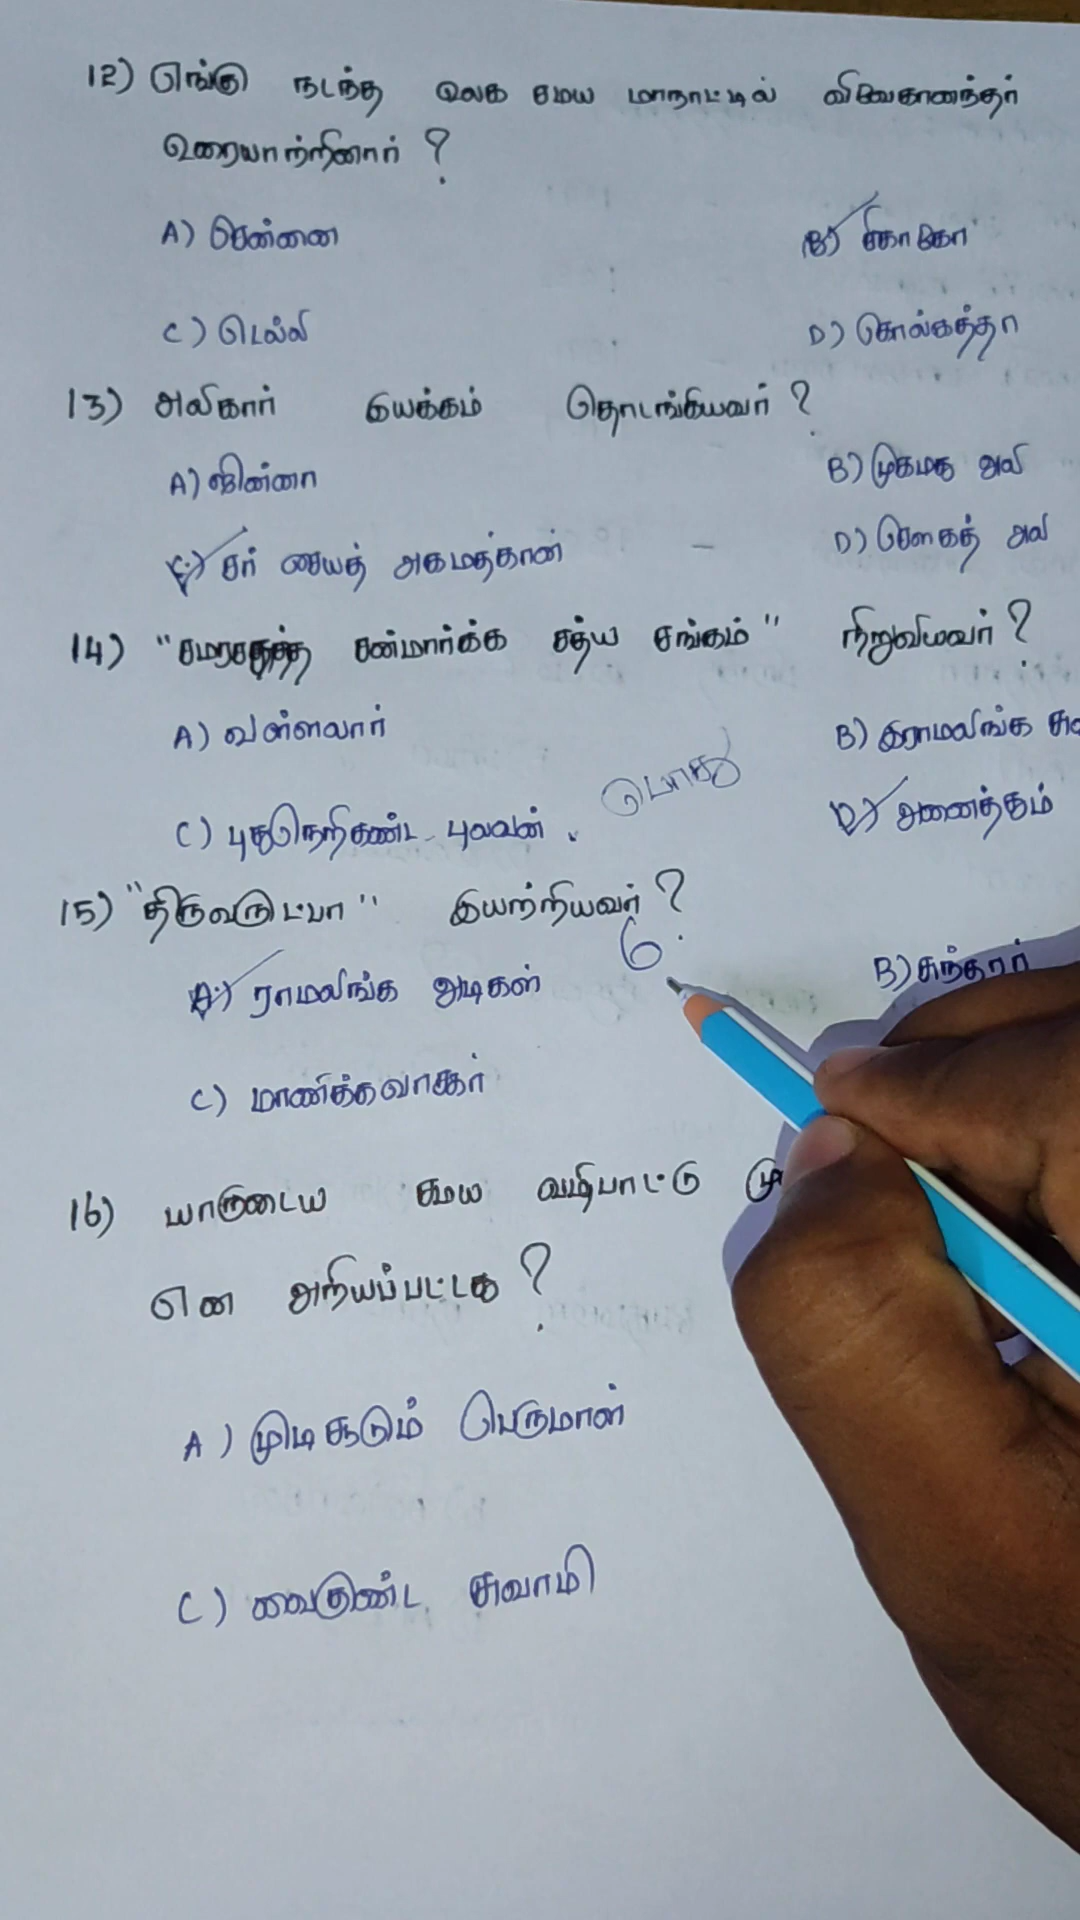 12) எங்கு நடந்த உலக சமய மாநாட்டில் விவேகானந்தர்
உரையாற்றினார் ?
A) சென்னை B) சிகாகோ
C) டெல்லி D) கொல்கத்தா
13) அலிகார் இயக்கம் தொடங்கியவர் ?
A) ஜின்னா B) முகமது அலி
C) சர் சையத் அகமத்கான் D) சௌகத் அலி
14) "சமரசசுத்த சன்மார்க்க சத்ய சங்கம்" நிறுவியவர் ?
A) வள்ளலார் B) இராமலிங்க
பொது
C) புதுநெறிகண்ட புலவன். D) அனைத்தும்
15) "திருவருட்பா" இயற்றியவர் ?
6
A) ராமலிங்க அடிகள் B) சுந்தரர்
C) மாணிக்கவாசகர்
16) யாருடைய சமய வழிபாட்டு
என அறியப்பட்டது ?
A) முடி சூடும் பெருமாள்
C) வைகுண்ட சுவாமி